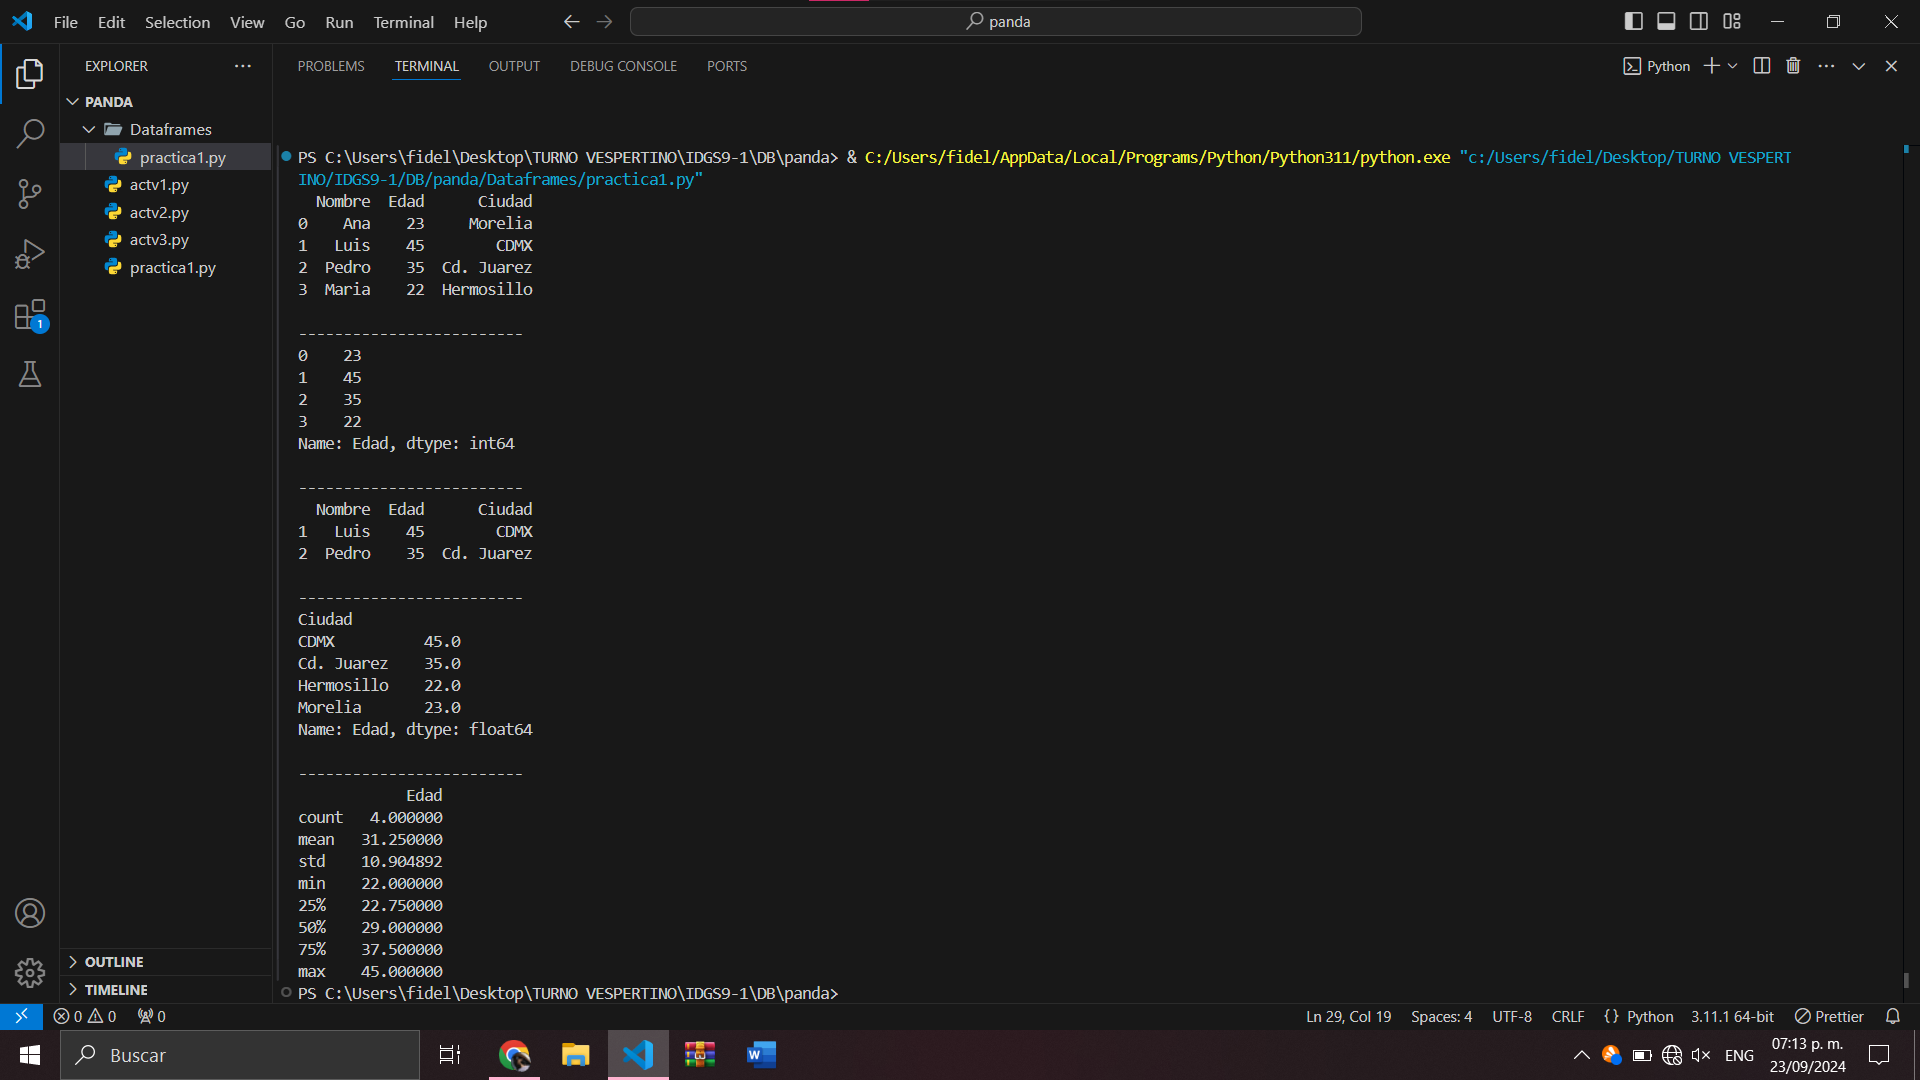 File Edit Selection View Go Run Terminal Help
panda
EXPLORER
PROBLEMS TERMINAL OUTPUT DEBUG CONSOLE PORTS
Python
PANDA
Dataframes
practica1.py
actv1.py
actv2.py
actv3.py
practica1.py
1
PS C:\Users\fidel\Desktop\TURNO VESPERTINO\IDGS9-1\DB\panda> & C:/Users/fidel/AppData/Local/Programs/Python/Python311/python.exe "c:/Users/fidel/Desktop/TURNO VESPERT
INO/IDGS9-1/DB/panda/Dataframes/practica1.py"
  Nombre  Edad      Ciudad
0    Ana    23     Morelia
1   Luis    45        CDMX
2  Pedro    35  Cd. Juarez
3  Maria    22  Hermosillo
-------------------------
0    23
1    45
2    35
3    22
Name: Edad, dtype: int64
-------------------------
  Nombre  Edad      Ciudad
1   Luis    45        CDMX
2  Pedro    35  Cd. Juarez
-------------------------
Ciudad
CDMX          45.0
Cd. Juarez    35.0
Hermosillo    22.0
Morelia       23.0
Name: Edad, dtype: float64
-------------------------
            Edad
count   4.000000
mean   31.250000
std    10.904892
min    22.000000
25%    22.750000
50%    29.000000
75%    37.500000
max    45.000000
PS C:\Users\fidel\Desktop\TURNO VESPERTINO\IDGS9-1\DB\panda>
OUTLINE
TIMELINE
0 0 0
Ln 29, Col 19 Spaces: 4 UTF-8 CRLF {} Python 3.11.1 64-bit Prettier
Buscar
ENG
07:13 p. m.
23/09/2024